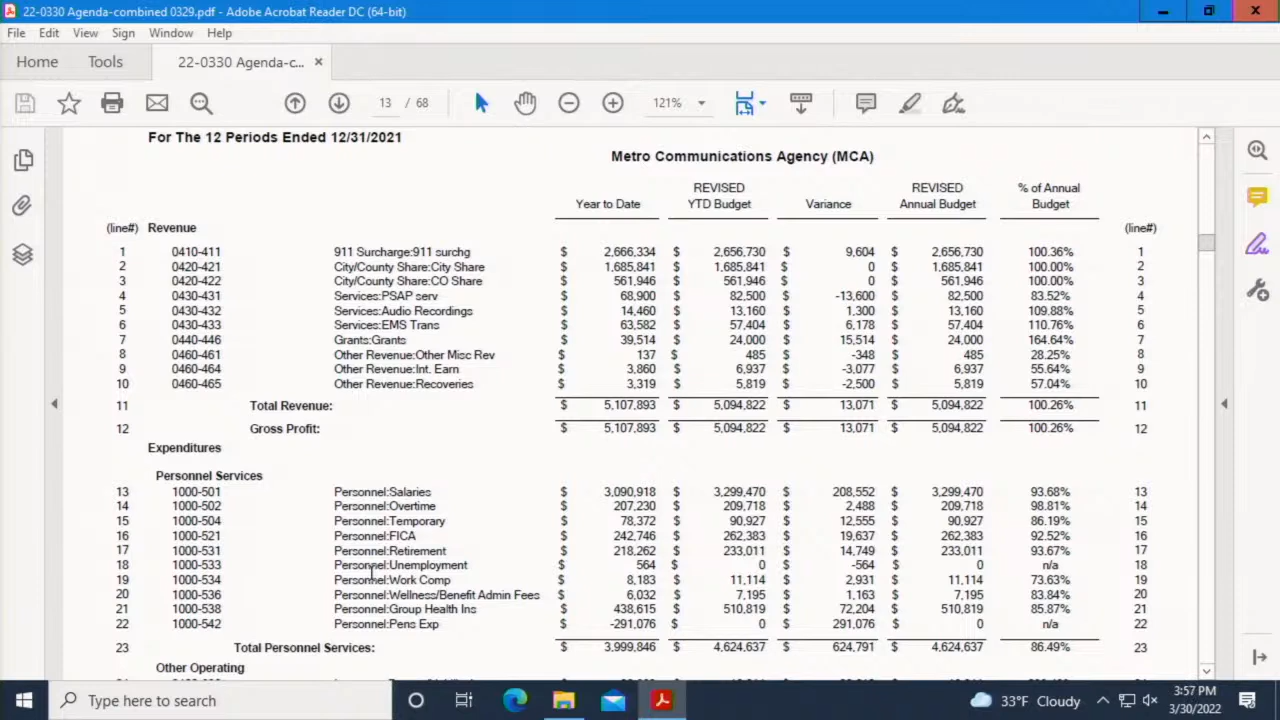 22-0330 Agenda-combined 0329.pdf - Adobe Acrobat Reader DC (64-bit)
File Edit View Sign Window Help
Home Tools 22-0330 Agenda-c... ×
13 / 68 121%
For The 12 Periods Ended 12/31/2021
Metro Communications Agency (MCA)
REVISED REVISED % of Annual
Year to Date YTD Budget Variance Annual Budget Budget
(line#) Revenue (line#)
1 0410-411 911 Surcharge:911 surchg $ 2,666,334 $ 2,656,730 $ 9,604 $ 2,656,730 100.36% 1
2 0420-421 City/County Share:City Share $ 1,685,841 $ 1,685,841 $ 0 $ 1,685,841 100.00% 2
3 0420-422 City/County Share:CO Share $ 561,946 $ 561,946 $ 0 $ 561,946 100.00% 3
4 0430-431 Services:PSAP serv $ 68,900 $ 82,500 $ -13,600 $ 82,500 83.52% 4
5 0430-432 Services:Audio Recordings $ 14,460 $ 13,160 $ 1,300 $ 13,160 109.88% 5
6 0430-433 Services:EMS Trans $ 63,582 $ 57,404 $ 6,178 $ 57,404 110.76% 6
7 0440-446 Grants:Grants $ 39,514 $ 24,000 $ 15,514 $ 24,000 164.64% 7
8 0460-461 Other Revenue:Other Misc Rev $ 137 $ 485 $ -348 $ 485 28.25% 8
9 0460-464 Other Revenue:Int. Earn $ 3,860 $ 6,937 $ -3,077 $ 6,937 55.64% 9
10 0460-465 Other Revenue:Recoveries $ 3,319 $ 5,819 $ -2,500 $ 5,819 57.04% 10
11 Total Revenue: $ 5,107,893 $ 5,094,822 $ 13,071 $ 5,094,822 100.26% 11
12 Gross Profit: $ 5,107,893 $ 5,094,822 $ 13,071 $ 5,094,822 100.26% 12
Expenditures
Personnel Services
13 1000-501 Personnel:Salaries $ 3,090,918 $ 3,299,470 $ 208,552 $ 3,299,470 93.68% 13
14 1000-502 Personnel:Overtime $ 207,230 $ 209,718 $ 2,488 $ 209,718 98.81% 14
15 1000-504 Personnel:Temporary $ 78,372 $ 90,927 $ 12,555 $ 90,927 86.19% 15
16 1000-521 Personnel:FICA $ 242,746 $ 262,383 $ 19,637 $ 262,383 92.52% 16
17 1000-531 Personnel:Retirement $ 218,262 $ 233,011 $ 14,749 $ 233,011 93.67% 17
18 1000-533 Personnel:Unemployment $ 564 $ 0 $ -564 $ 0 n/a 18
19 1000-534 Personnel:Work Comp $ 8,183 $ 11,114 $ 2,931 $ 11,114 73.63% 19
20 1000-536 Personnel:Wellness/Benefit Admin Fees $ 6,032 $ 7,195 $ 1,163 $ 7,195 83.84% 20
21 1000-538 Personnel:Group Health Ins $ 438,615 $ 510,819 $ 72,204 $ 510,819 85.87% 21
22 1000-542 Personnel:Pens Exp $ -291,076 $ 0 $ 291,076 $ 0 n/a 22
23 Total Personnel Services: $ 3,999,846 $ 4,624,637 $ 624,791 $ 4,624,637 86.49% 23
Other Operating
Type here to search
33°F Cloudy
3:57 PM
3/30/2022